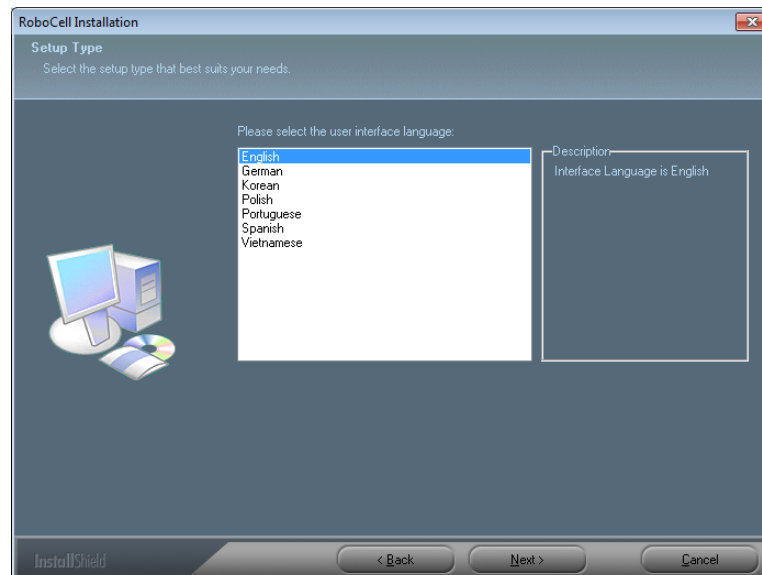 RoboCell Installation
Setup Type
Select the setup type that best suits your needs.
Please select the user interface language:
English
German
Korean
Polish
Portuguese
Spanish
Vietnamese
Description
Interface Language is English
InstallShield
< Back
Next >
Cancel